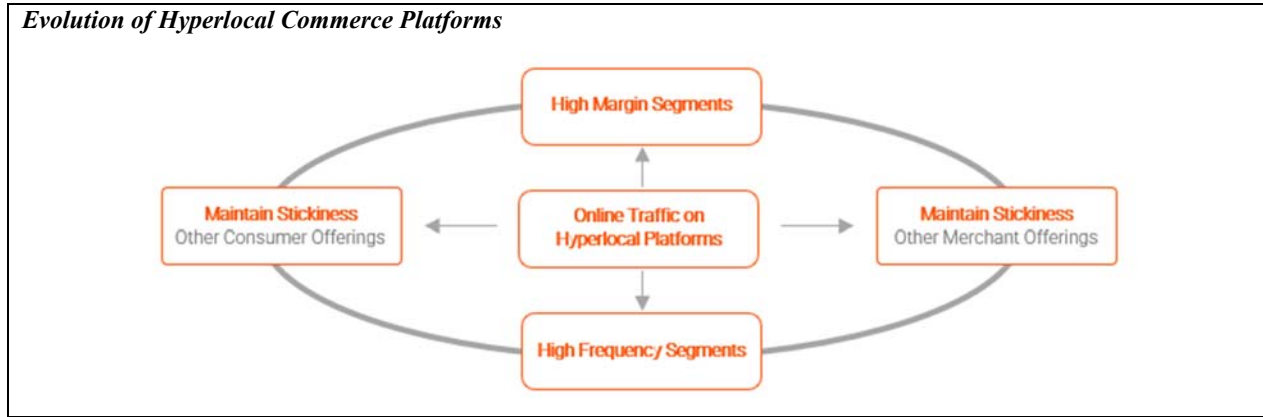 Evolution of Hyperlocal Commerce Platforms
High Margin Segments
Maintain Stickiness
Other Consumer Offerings
Online Traffic on
Hyperlocal Platforms
Maintain Stickiness
Other Merchant Offerings
High Frequency Segments